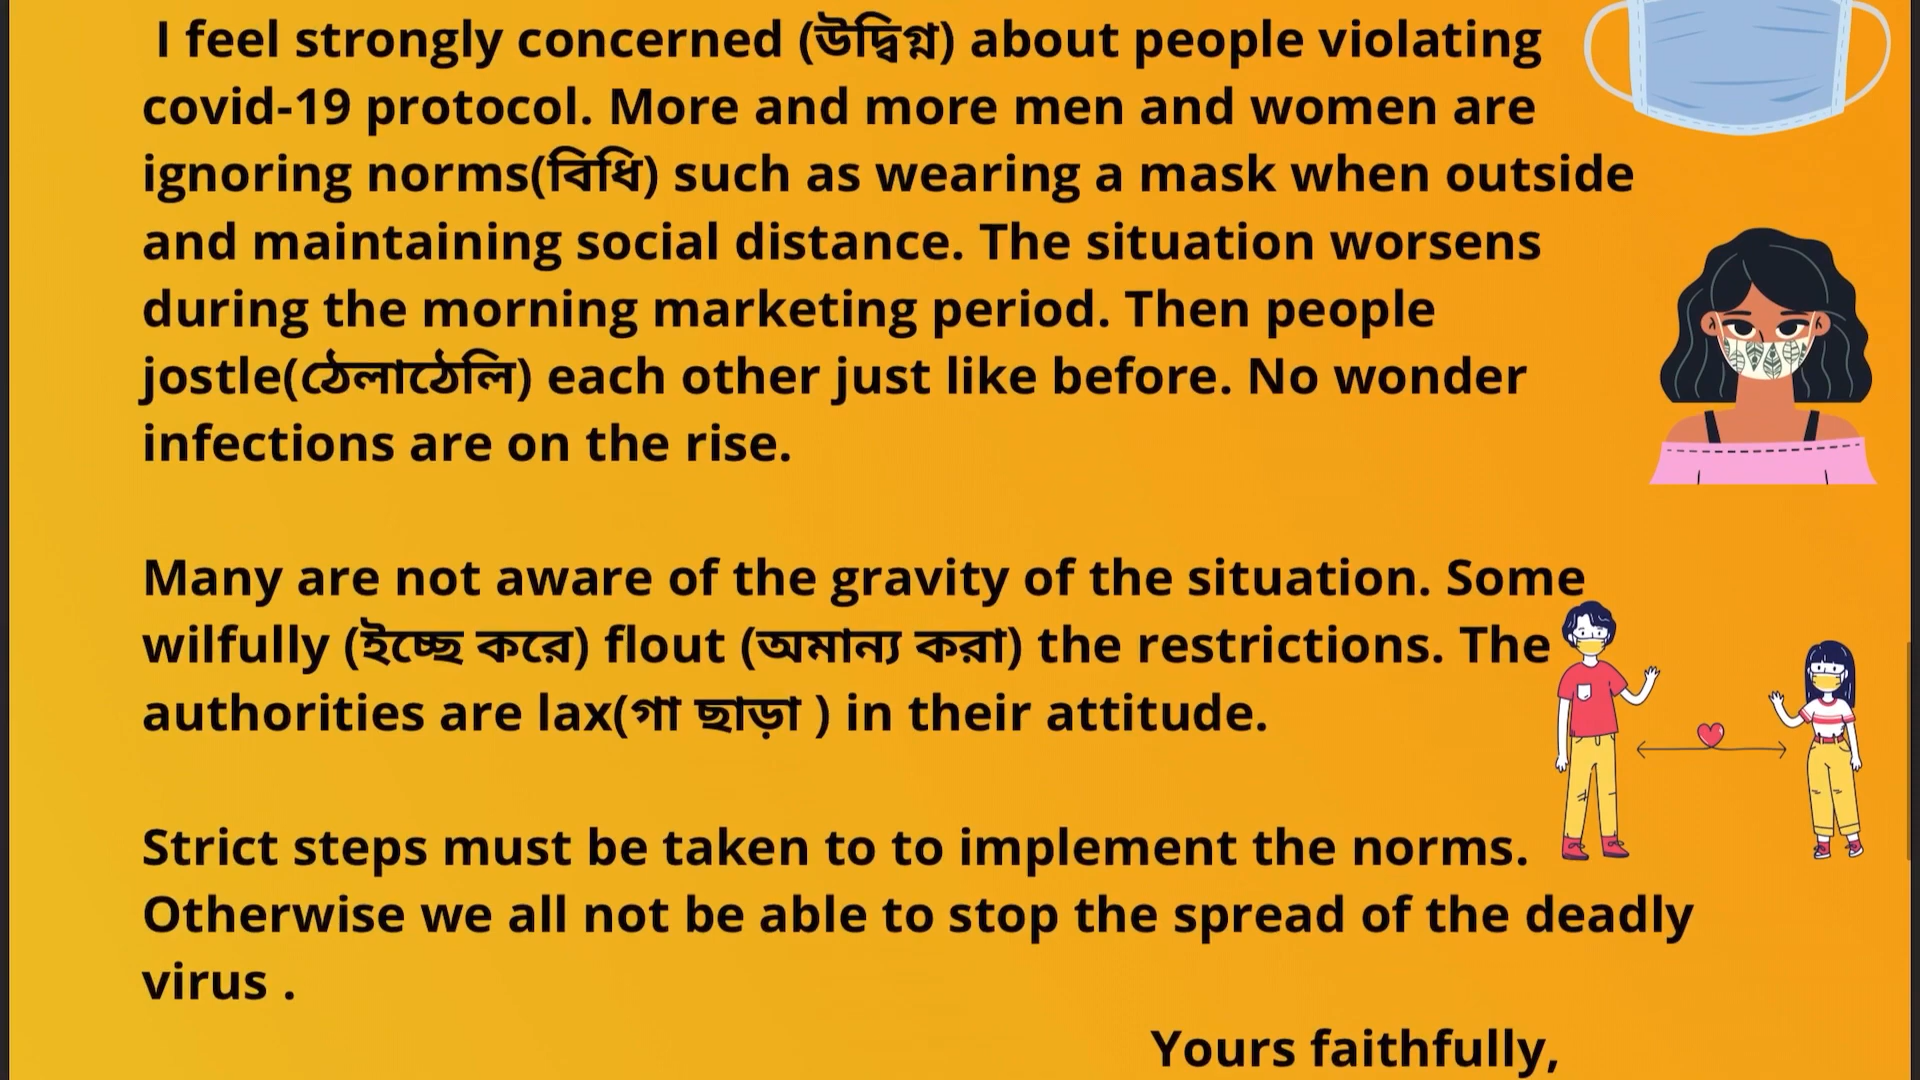 I feel strongly concerned (উদ্বিগ্ন) about people violating
covid-19 protocol. More and more men and women are
ignoring norms(বিধি) such as wearing a mask when outside
and maintaining social distance. The situation worsens
during the morning marketing period. Then people
jostle(ঠেলাঠেলি) each other just like before. No wonder
infections are on the rise.
Many are not aware of the gravity of the situation. Some
wilfully (ইচ্ছে করে) flout (অমান্য করা) the restrictions. The
authorities are lax(গা ছাড়া ) in their attitude.
Strict steps must be taken to to implement the norms.
Otherwise we all not be able to stop the spread of the deadly
virus .
Yours faithfully,